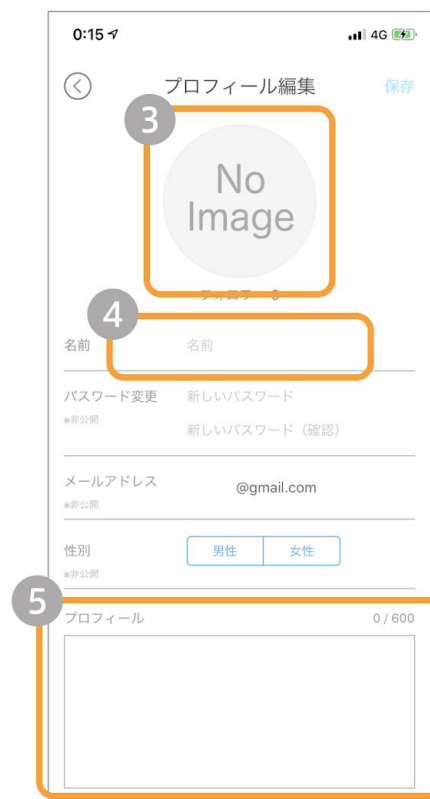 0:15 4G
プロフィール編集 保存
3
No
Image
4
名前 名前
パスワード変更 新しいパスワード
※非公開
新しいパスワード（確認）
メールアドレス @gmail.com
※非公開
性別 男性 女性
※非公開
5
プロフィール 0 / 600